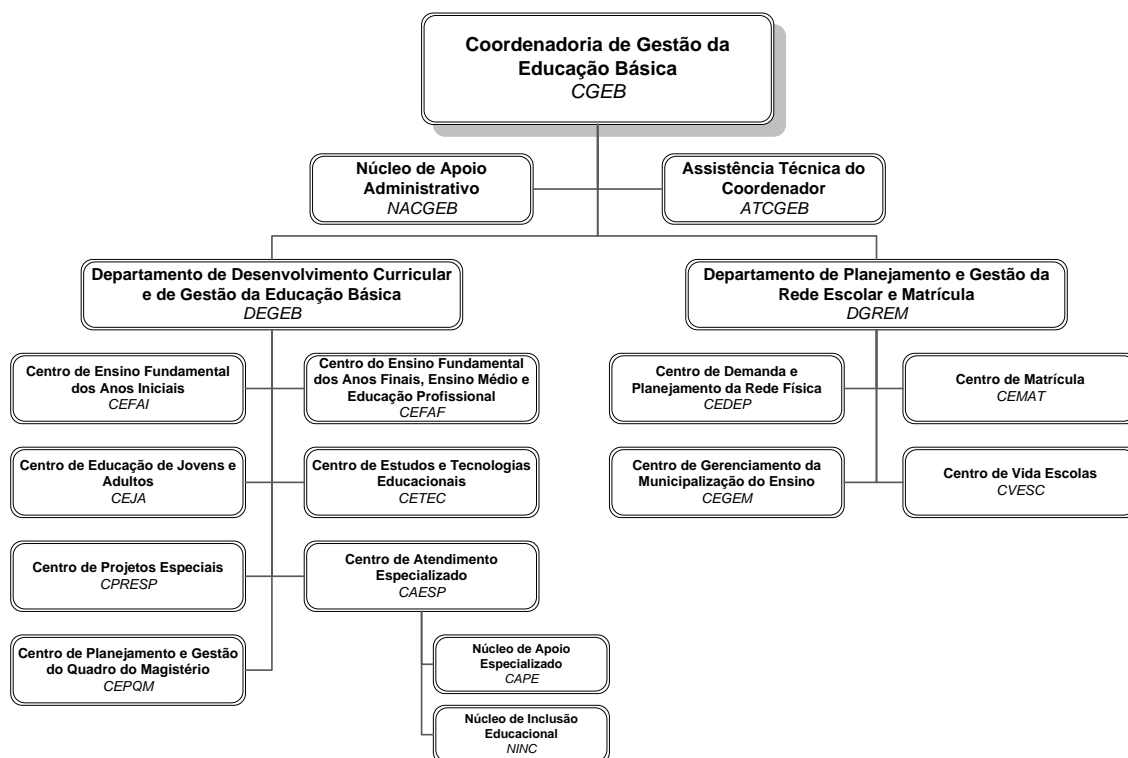 Coordenadoria de Gestão da
Educação Básica
CGEB
Núcleo de Apoio
Administrativo
NACGEB
Assistência Técnica do
Coordenador
ATCGEB
Departamento de Desenvolvimento Curricular
e de Gestão da Educação Básica
DEGEB
Departamento de Planejamento e Gestão da
Rede Escolar e Matrícula
DGREM
Centro de Ensino Fundamental
dos Anos Iniciais
CEFAI
Centro do Ensino Fundamental
dos Anos Finais, Ensino Médio e
Educação Profissional
CEFAF
Centro de Demanda e
Planejamento da Rede Física
CEDEP
Centro de Matrícula
CEMAT
Centro de Educação de Jovens e
Adultos
CEJA
Centro de Estudos e Tecnologias
Educacionais
CETEC
Centro de Gerenciamento da
Municipalização do Ensino
CEGEM
Centro de Vida Escolas
CVESC
Centro de Projetos Especiais
CPRESP
Centro de Atendimento
Especializado
CAESP
Centro de Planejamento e Gestão
do Quadro do Magistério
CEPQM
Núcleo de Apoio
Especializado
CAPE
Núcleo de Inclusão
Educacional
NINC